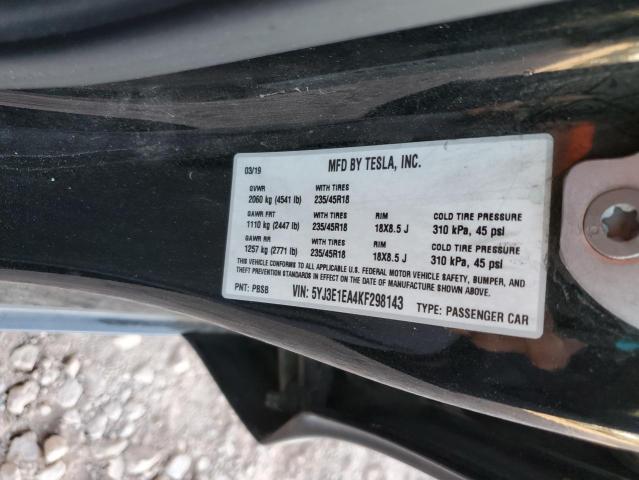 03/19 MFD BY TESLA, INC.
GVWR WITH TIRES
2060 kg (4541 lb) 235/45R18
GAWR FRT WITH TIRES RIM COLD TIRE PRESSURE
1110 kg (2447 lb) 235/45R18 18X8.5 J 310 kPa, 45 psi
GAWR RR WITH TIRES RIM COLD TIRE PRESSURE
1257 kg (2771 lb) 235/45R18 18X8.5 J 310 kPa, 45 psi
THIS VEHICLE CONFORMS TO ALL APPLICABLE U.S. FEDERAL MOTOR VEHICLE SAFETY, BUMPER, AND
THEFT PREVENTION STANDARDS IN EFFECT ON THE DATE OF MANUFACTURE SHOWN ABOVE.
PNT: PBSB VIN: 5YJ3E1EA4KF298143 TYPE: PASSENGER CAR